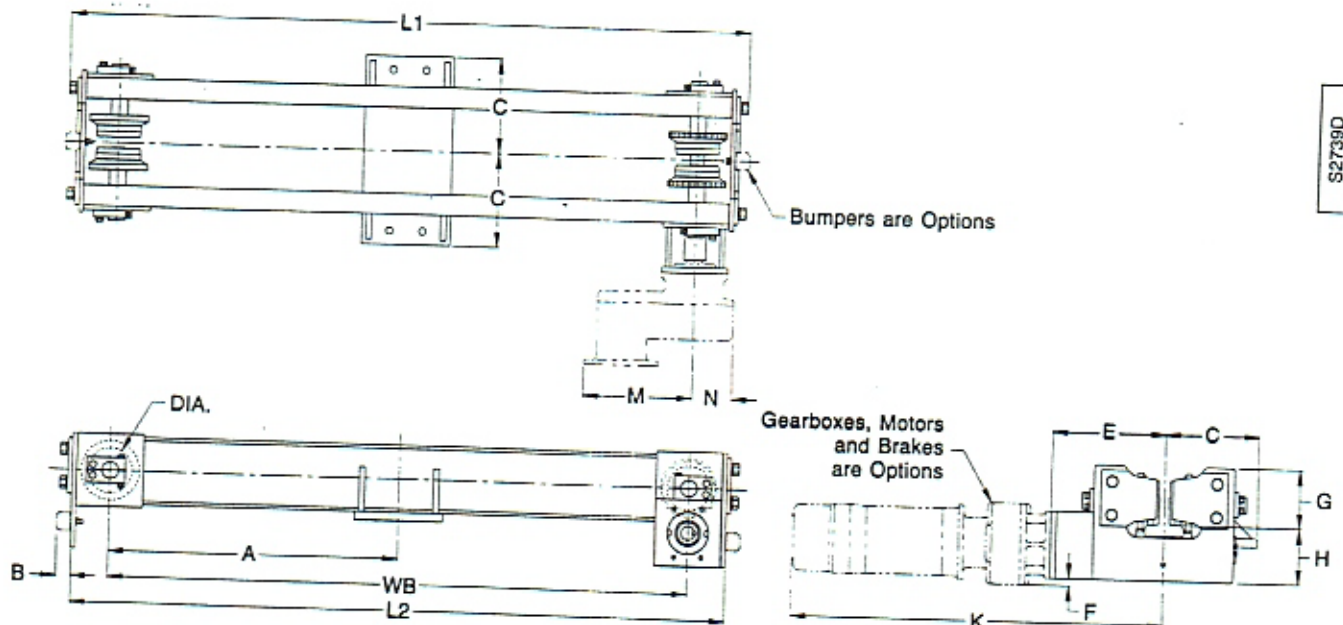 L1
C
C
S2739D
Bumpers are Options
M
N
DIA.
Gearboxes, Motors
and Brakes
are Options
E
C
G
H
B
A
WB
L2
F
K